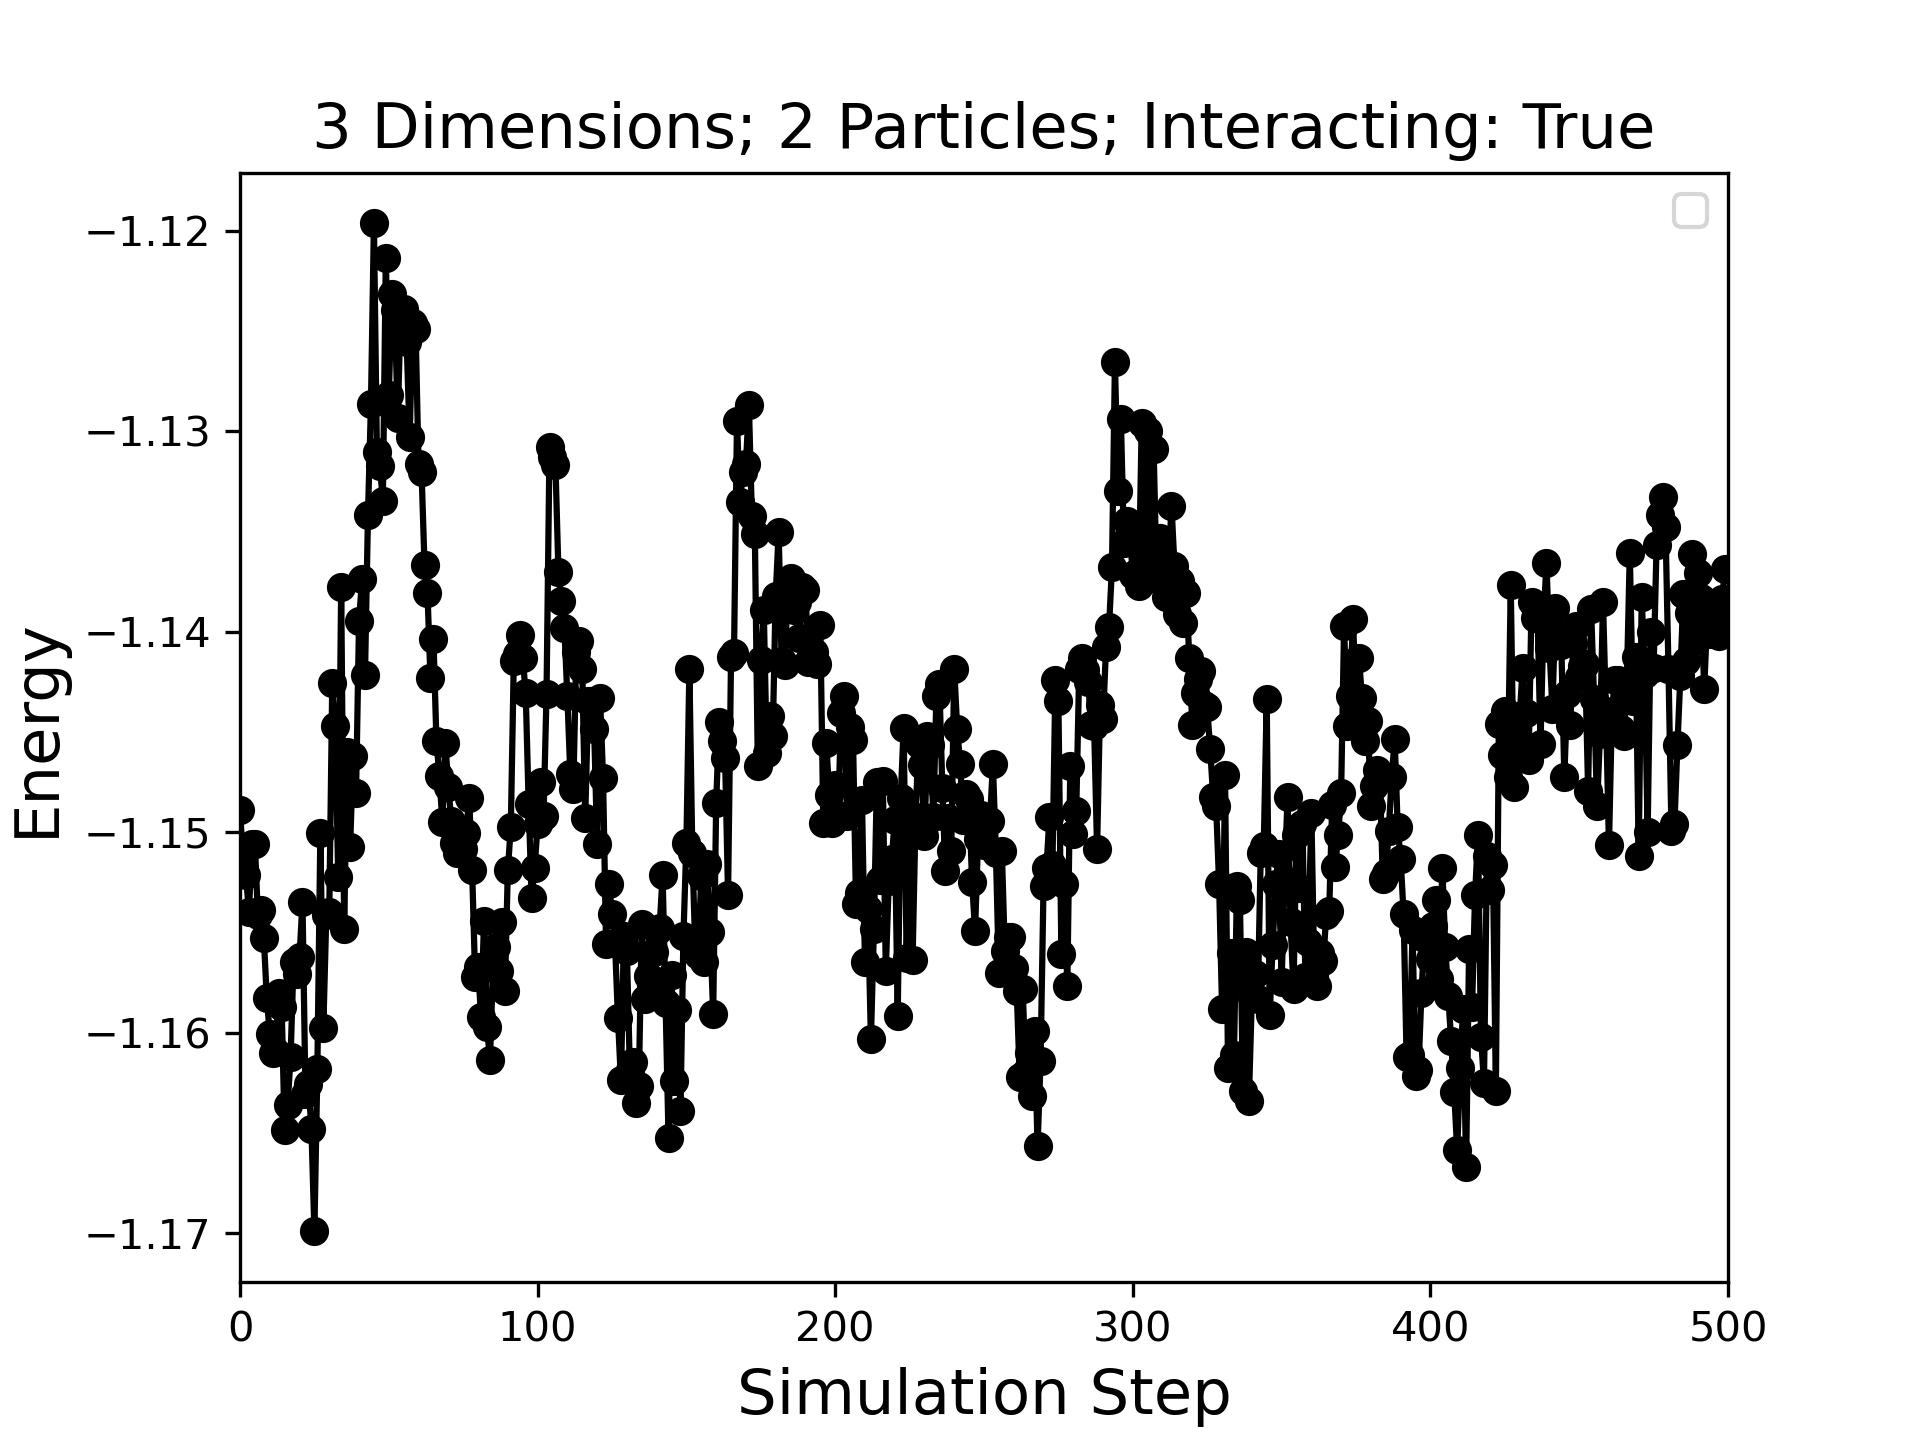 3 Dimensions; 2 Particles; Interacting: True
−1.12
−1.13
−1.14
−1.15
−1.16
−1.17
Energy
0 100 200 300 400 500
Simulation Step